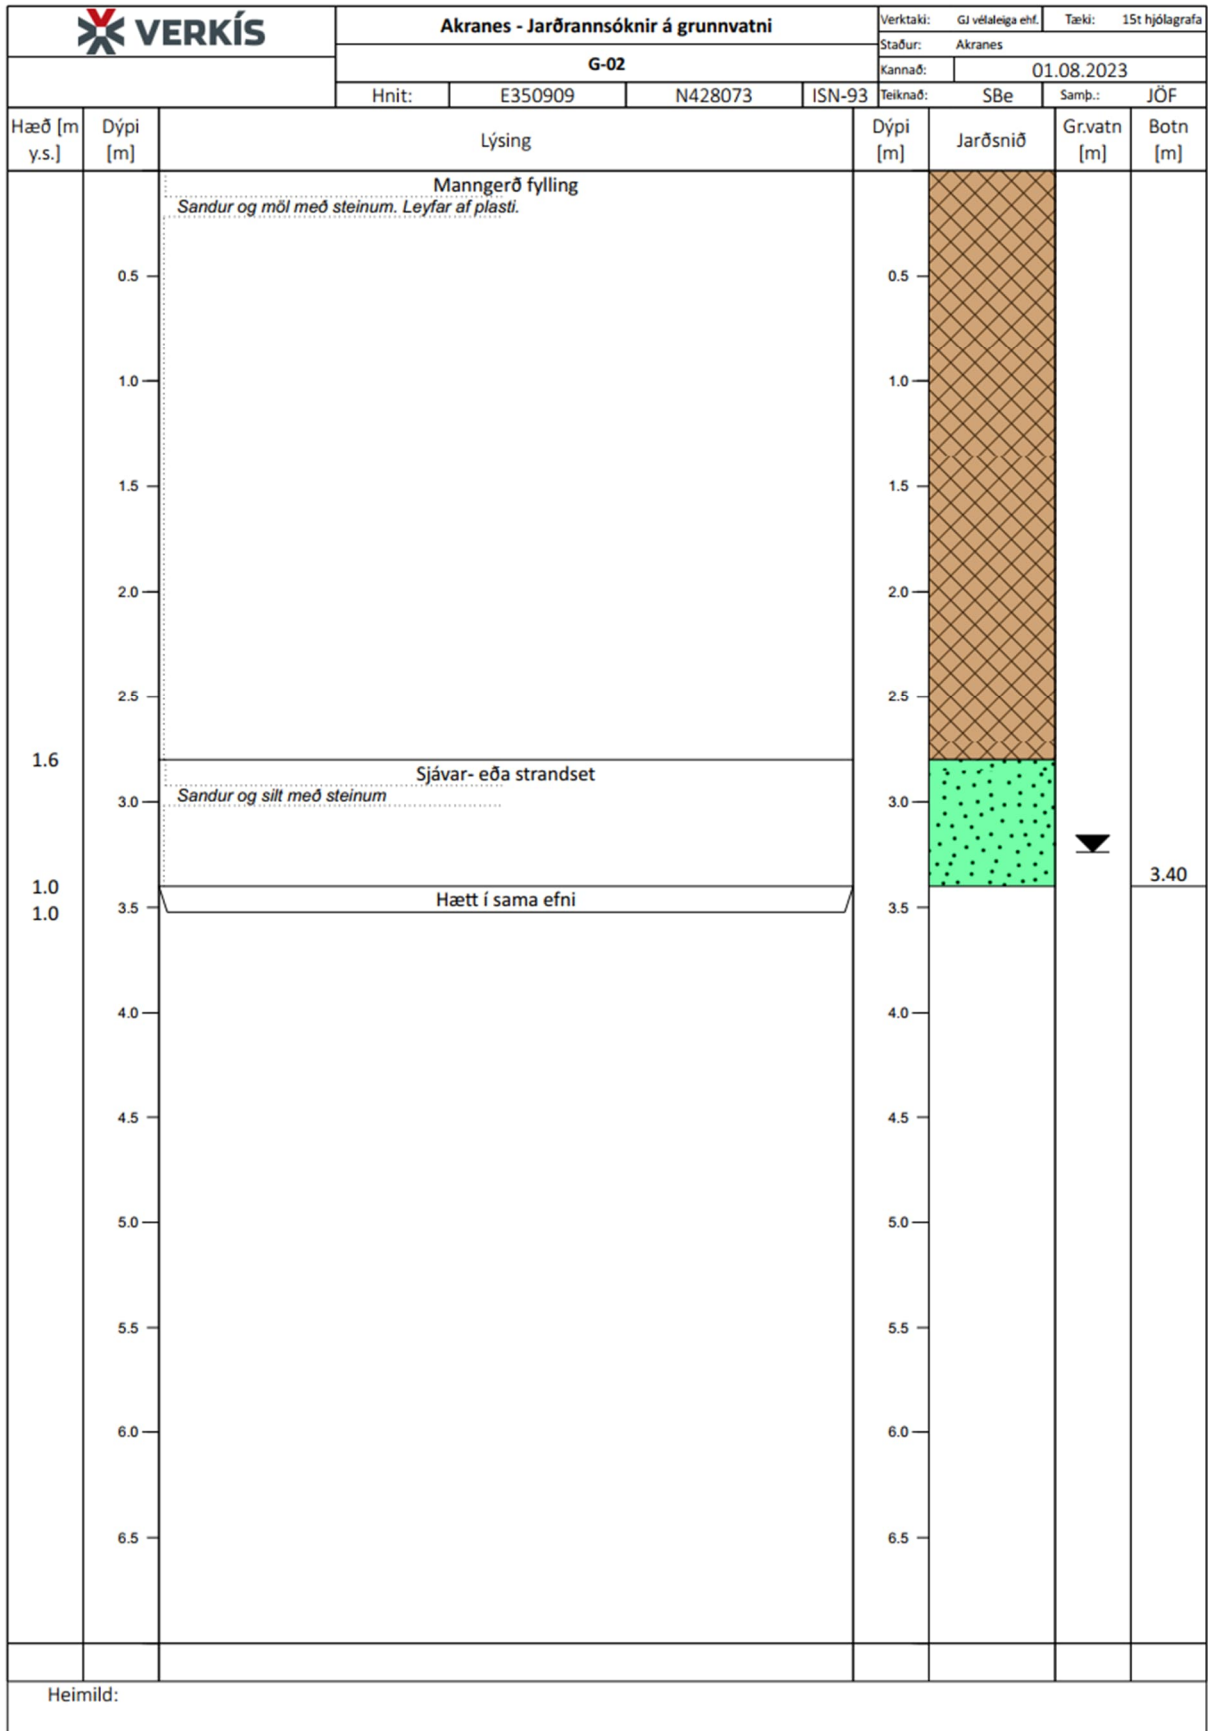 VERKÍS
Akranes - Jarðrannsóknir á grunnvatni
G-02
Hnit: E350909 N428073 ISN-93
Verktaki: GJ vélaleiga ehf. Tæki: 15t hjólagrafa
Staður: Akranes
Kannað: 01.08.2023
Teiknað: SBe Samþ.: JÖF
Hæð [m y.s.] Dýpi [m] Lýsing Dýpi [m] Jarðsnið Gr.vatn [m] Botn [m]
Manngerð fylling
Sandur og möl með steinum. Leyfar af plasti.
0.5 0.5
1.0 1.0
1.5 1.5
2.0 2.0
2.5 2.5
1.6
Sjávar- eða strandset
Sandur og silt með steinum
3.0 3.0
3.40
1.0
Hætt í sama efni
1.0
3.5 3.5
4.0 4.0
4.5 4.5
5.0 5.0
5.5 5.5
6.0 6.0
6.5 6.5
Heimild: